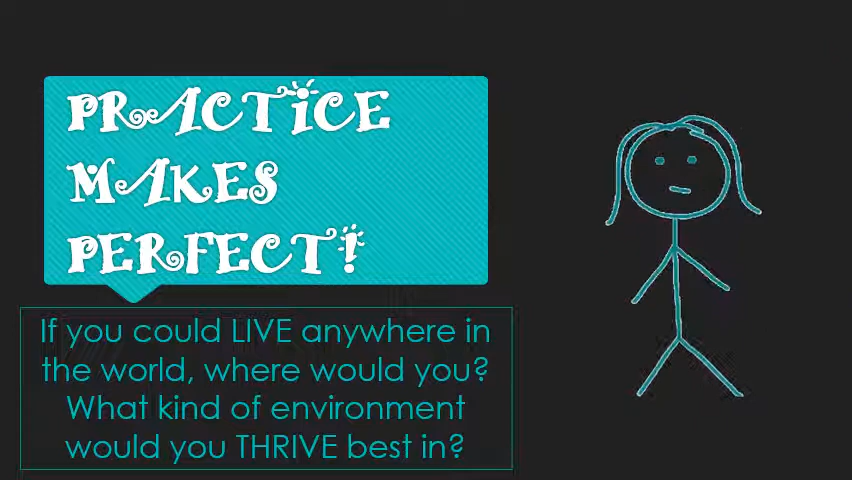 PRACTICE
MAKES
PERFECT!
If you could LIVE anywhere in
the world, where would you?
What kind of environment
would you THRIVE best in?